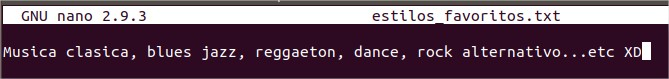 GNU nano 2.9.3 estilos_favoritos.txt
Musica clasica, blues jazz, reggaeton, dance, rock alternativo...etc XD